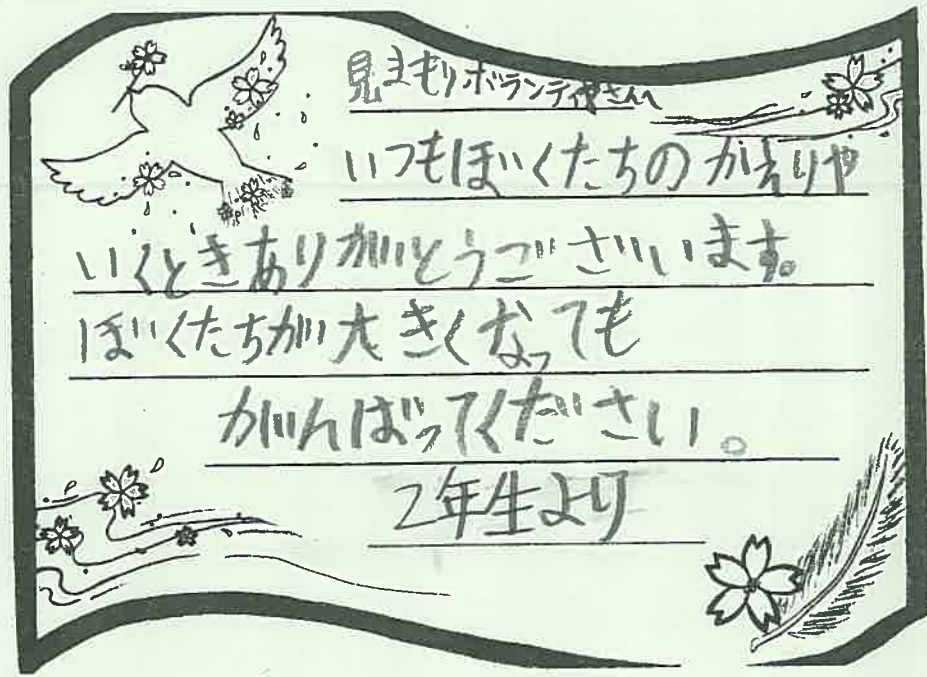 見まもりボランティアさんへ
いつもぼくたちのかえりや
いくときありがとうございます。
ぼくたちが大きくなっても
がんばってください。
2年生より